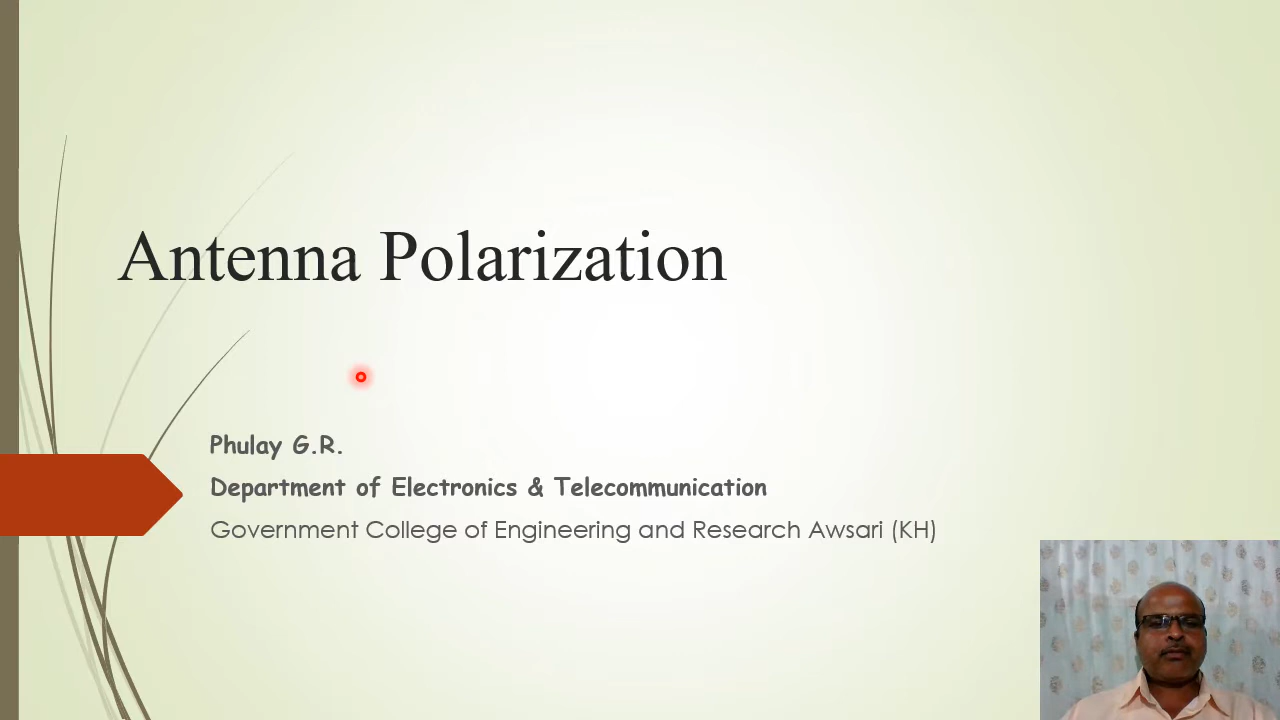 Antenna Polarization
Phulay G.R.
Department of Electronics & Telecommunication
Government College of Engineering and Research Awsari (KH)